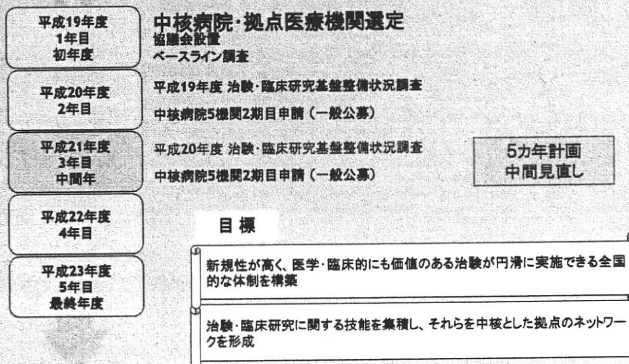 平成19年度
1年目
初年度
中核病院・拠点医療機関選定
協議会設置
ベースライン調査
平成20年度
2年目
平成19年度 治験・臨床研究基盤整備状況調査
中核病院5機関2期目申請（一般公募）
平成21年度
3年目
中間年
平成20年度 治験・臨床研究基盤整備状況調査
中核病院5機関2期目申請（一般公募）
5カ年計画
中間見直し
平成22年度
4年目
目標
平成23年度
5年目
最終年度
新規性が高く、医学・臨床的にも価値のある治験が円滑に実施できる全国
的な体制を構築
治験・臨床研究に関する技能を集積し、それらを中核とした拠点のネットワー
クを形成